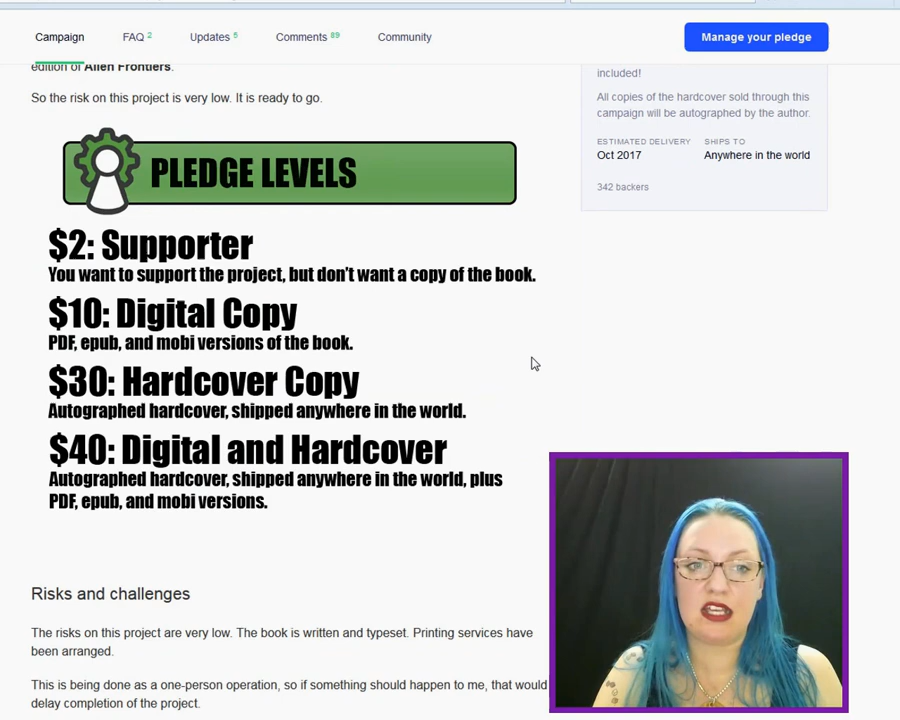 Campaign FAQ 2 Updates 5 Comments 89 Community Manage your pledge
edition of Alien Frontiers.
included!
So the risk on this project is very low. It is ready to go.
All copies of the hardcover sold through this
campaign will be autographed by the author.
ESTIMATED DELIVERY SHIPS TO
Oct 2017 Anywhere in the world
342 backers
PLEDGE LEVELS
$2: Supporter
You want to support the project, but don't want a copy of the book.
$10: Digital Copy
PDF, epub, and mobi versions of the book.
$30: Hardcover Copy
Autographed hardcover, shipped anywhere in the world.
$40: Digital and Hardcover
Autographed hardcover, shipped anywhere in the world, plus
PDF, epub, and mobi versions.
Risks and challenges
The risks on this project are very low. The book is written and typeset. Printing services have
been arranged.
This is being done as a one-person operation, so if something should happen to me, that would
delay completion of the project.